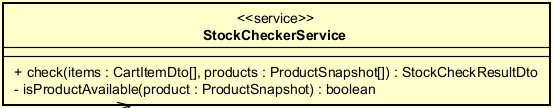 <<service>>
StockCheckerService
+ check(items : CartItemDto[], products : ProductSnapshot[]) : StockCheckResultDto
- isProductAvailable(product : ProductSnapshot) : boolean